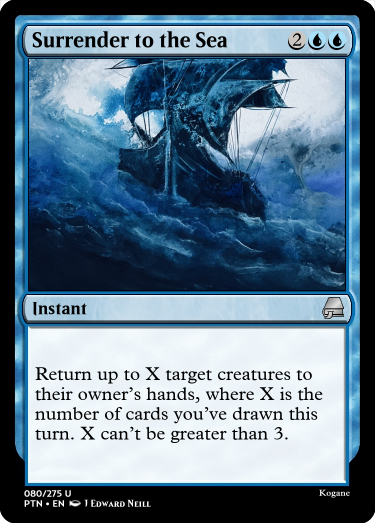 Surrender to the Sea 2
Instant
Return up to X target creatures to
their owner's hands, where X is the
number of cards you've drawn this
turn. X can't be greater than 3.
080/275 U Kogane
PTN • EN J Edward Neill